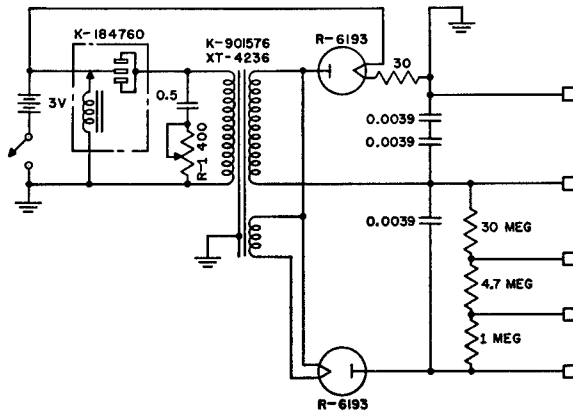 K-184760
K-901576
XT-4236
R-6193
30
3V
0.5
R-1 400
0.0039
0.0039
0.0039
30 MEG
4.7 MEG
1 MEG
R-6193